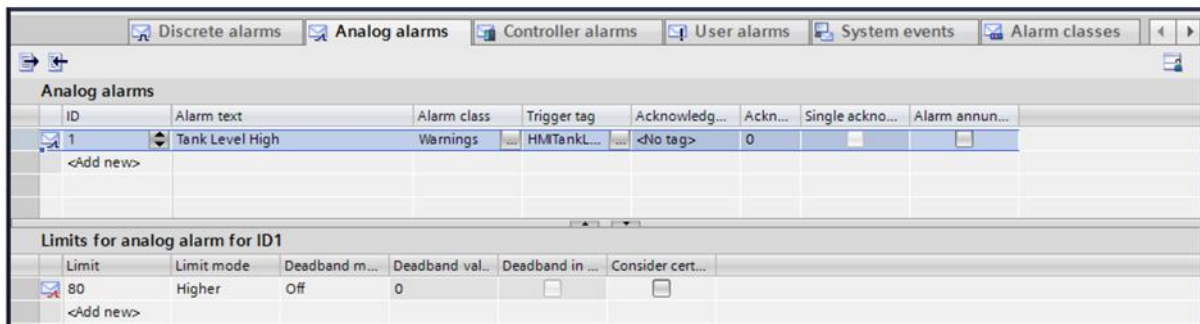 Discrete alarms Analog alarms Controller alarms User alarms System events Alarm classes
Analog alarms
ID Alarm text Alarm class Trigger tag Acknowledg... Ackn... Single ackno... Alarm annun...
1 Tank Level High Warnings ... HMITankL... ... <No tag> 0
<Add new>
Limits for analog alarm for ID1
Limit Limit mode Deadband m... Deadband val.. Deadband in ... Consider cert...
80 Higher Off 0
<Add new>